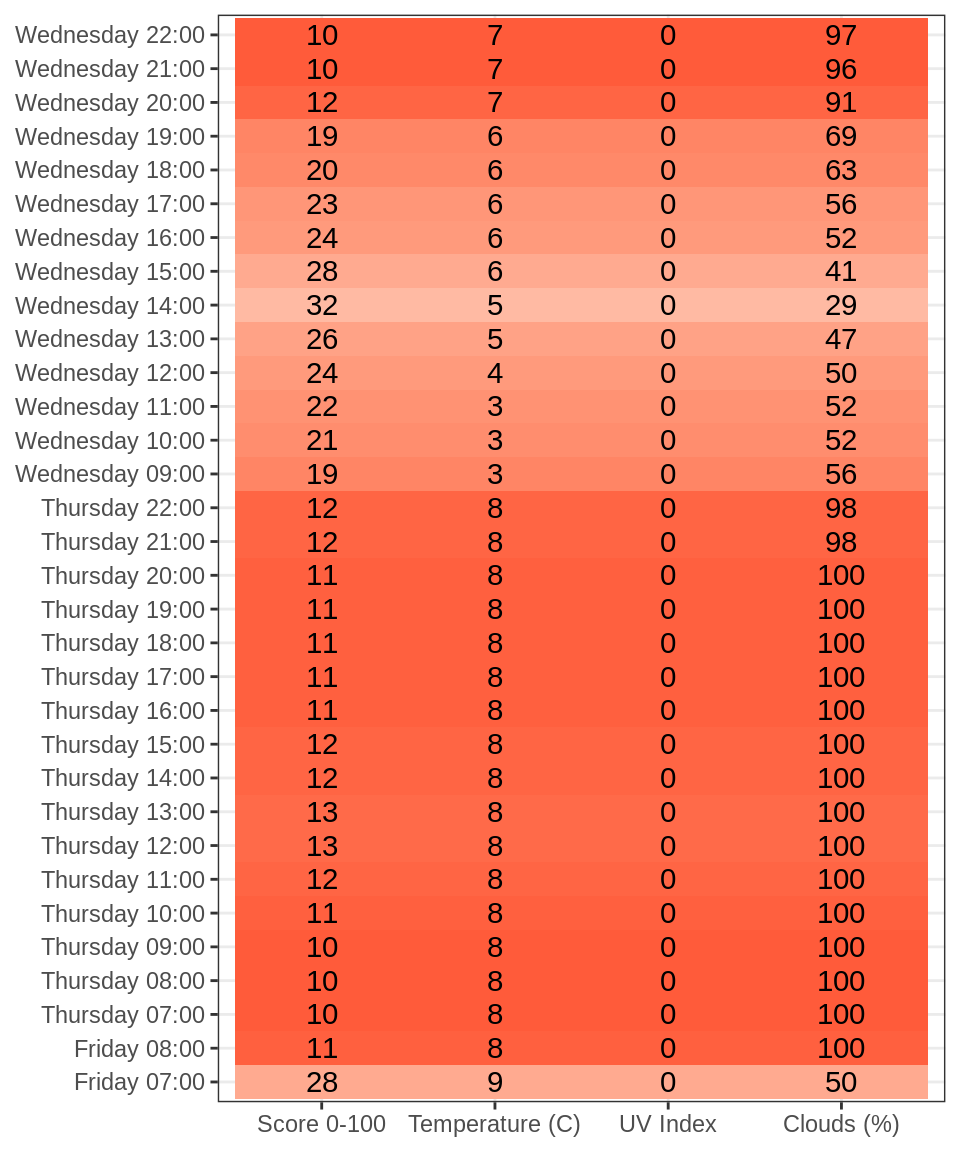 Wednesday 22:00 10 7 0 97
Wednesday 21:00 10 7 0 96
Wednesday 20:00 12 7 0 91
Wednesday 19:00 19 6 0 69
Wednesday 18:00 20 6 0 63
Wednesday 17:00 23 6 0 56
Wednesday 16:00 24 6 0 52
Wednesday 15:00 28 6 0 41
Wednesday 14:00 32 5 0 29
Wednesday 13:00 26 5 0 47
Wednesday 12:00 24 4 0 50
Wednesday 11:00 22 3 0 52
Wednesday 10:00 21 3 0 52
Wednesday 09:00 19 3 0 56
Thursday 22:00 12 8 0 98
Thursday 21:00 12 8 0 98
Thursday 20:00 11 8 0 100
Thursday 19:00 11 8 0 100
Thursday 18:00 11 8 0 100
Thursday 17:00 11 8 0 100
Thursday 16:00 11 8 0 100
Thursday 15:00 12 8 0 100
Thursday 14:00 12 8 0 100
Thursday 13:00 13 8 0 100
Thursday 12:00 13 8 0 100
Thursday 11:00 12 8 0 100
Thursday 10:00 11 8 0 100
Thursday 09:00 10 8 0 100
Thursday 08:00 10 8 0 100
Thursday 07:00 10 8 0 100
Friday 08:00 11 8 0 100
Friday 07:00 28 9 0 50
Score 0-100 Temperature (C) UV Index Clouds (%)